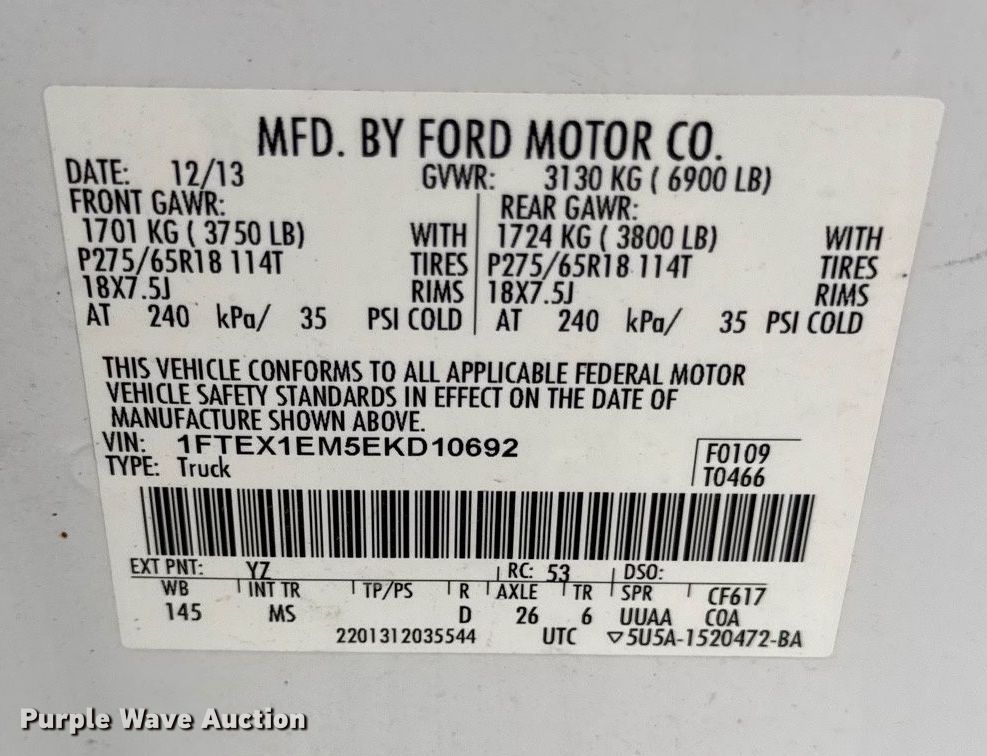 MFD. BY FORD MOTOR CO.
DATE: 12/13 GVWR: 3130 KG ( 6900 LB)
FRONT GAWR: REAR GAWR:
1701 KG ( 3750 LB) WITH 1724 KG ( 3800 LB) WITH
P275/65R18 114T TIRES P275/65R18 114T TIRES
18X7.5J RIMS 18X7.5J RIMS
AT 240 kPa/ 35 PSI COLD AT 240 kPa/ 35 PSI COLD
THIS VEHICLE CONFORMS TO ALL APPLICABLE FEDERAL MOTOR
VEHICLE SAFETY STANDARDS IN EFFECT ON THE DATE OF
MANUFACTURE SHOWN ABOVE.
VIN: 1FTEX1EM5EKD10692 F0109
TYPE: Truck T0466
EXT PNT: YZ RC: 53 DSO:
WB INT TR TP/PS R AXLE TR SPR CF617
145 MS D 26 6 UUAA COA
2201312035544 UTC ▽5U5A-1520472-BA
Purple Wave Auction